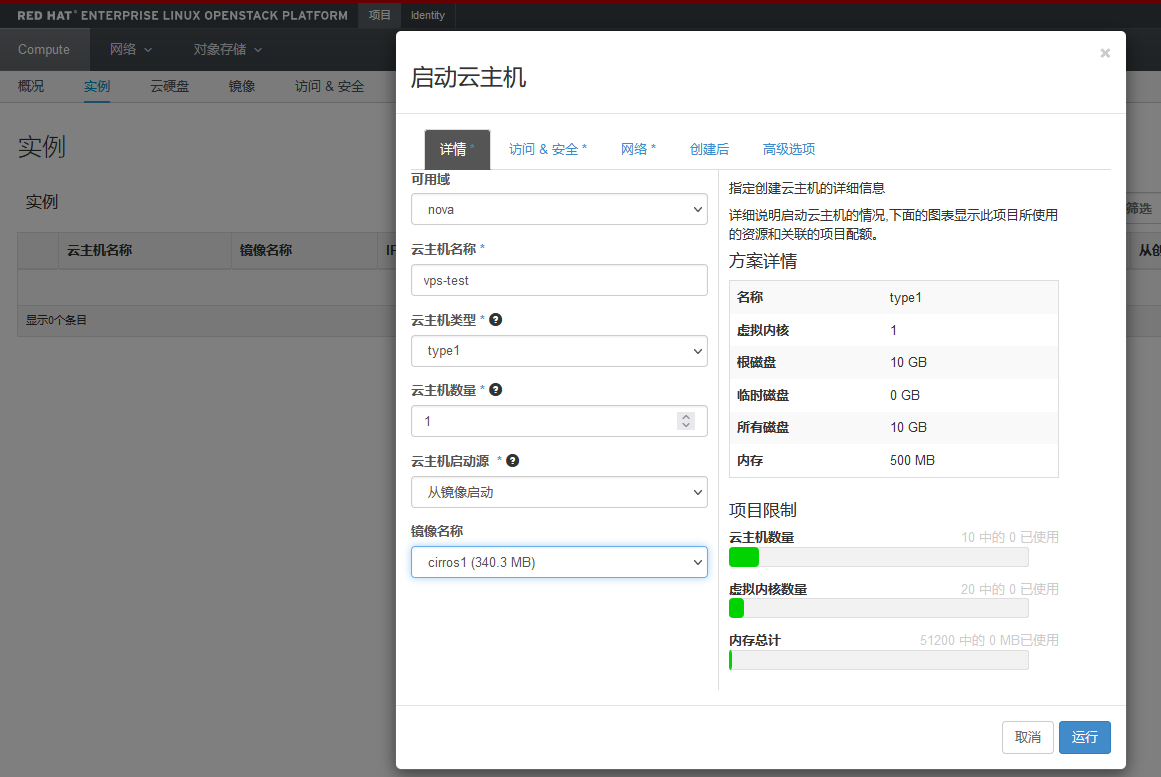 RED HAT® ENTERPRISE LINUX OPENSTACK PLATFORM 项目 Identity
Compute 网络 对象存储
概况 实例 云硬盘 镜像 访问 & 安全
实例
实例
筛选
云主机名称 镜像名称
显示0个条目
×
启动云主机
详情 * 访问 & 安全 * 网络 * 创建后 高级选项
可用域
nova
云主机名称 *
vps-test
云主机类型 * ?
type1
云主机数量 * ?
1
云主机启动源 * ?
从镜像启动
镜像名称
cirros1 (340.3 MB)
指定创建云主机的详细信息
详细说明启动云主机的情况,下面的图表显示此项目所使用
的资源和关联的项目配额。
方案详情
名称 type1
虚拟内核 1
根磁盘 10 GB
临时磁盘 0 GB
所有磁盘 10 GB
内存 500 MB
项目限制
云主机数量 10 中的 0 已使用
虚拟内核数量 20 中的 0 已使用
内存总计 51200 中的 0 MB已使用
取消 运行